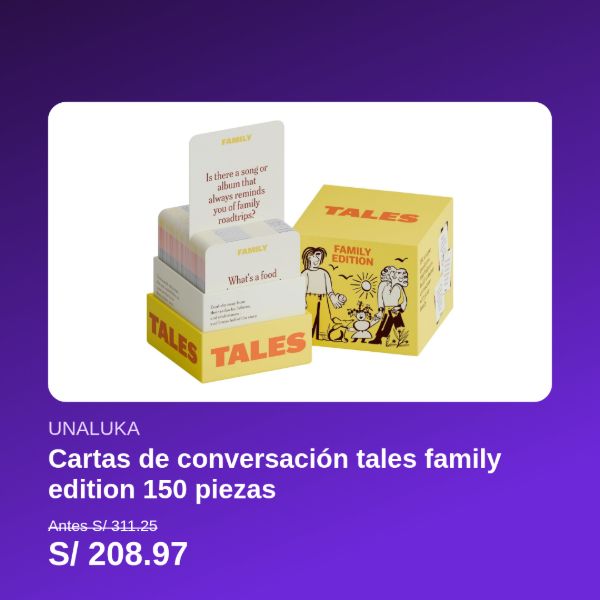 FAMILY
Is there a song or
album that
always reminds
you of family
roadtrips?
FAMILY
What's a food
TALES
TALES
TALES
FAMILY
EDITION
UNALUKA
Cartas de conversación tales family
edition 150 piezas
Antes S/ 311.25
S/ 208.97